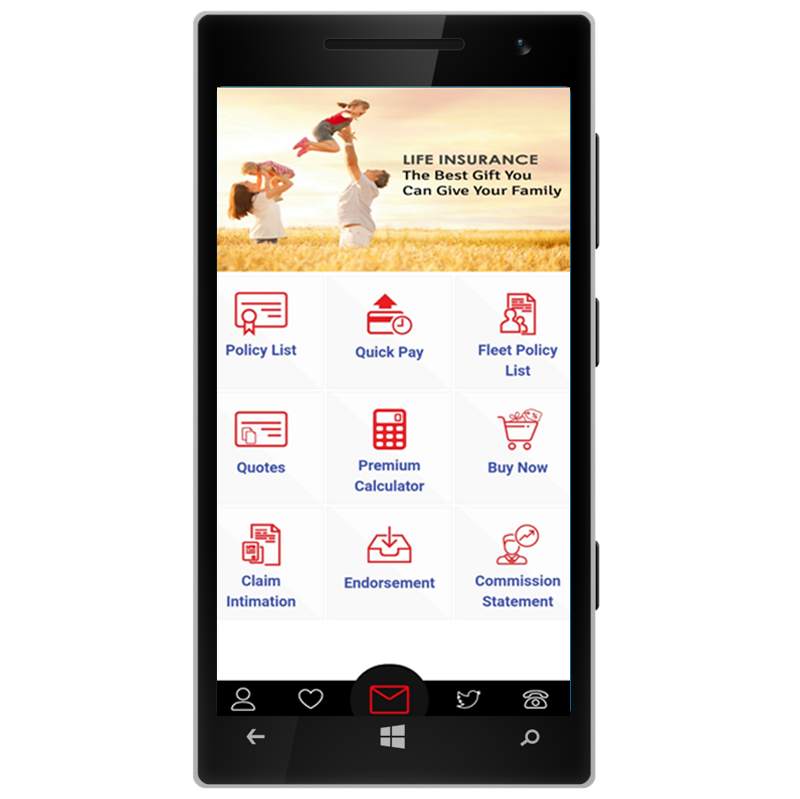 LIFE INSURANCE
The Best Gift You
Can Give Your Family
Policy List
Quick Pay
Fleet Policy
List
Quotes
Premium
Calculator
Buy Now
Claim
Intimation
Endorsement
Commission
Statement